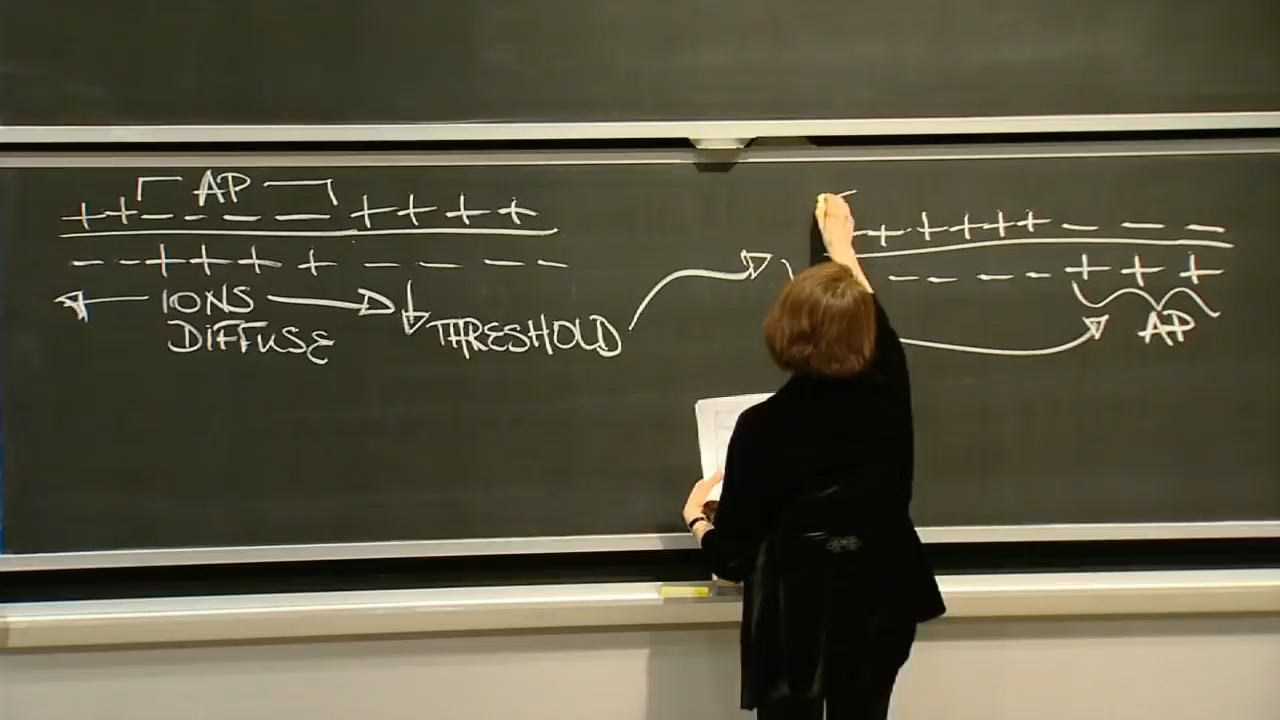 AP
++----++++
--++++----
IONS
DIFFUSE
THRESHOLD
+++++---
----+++
AP